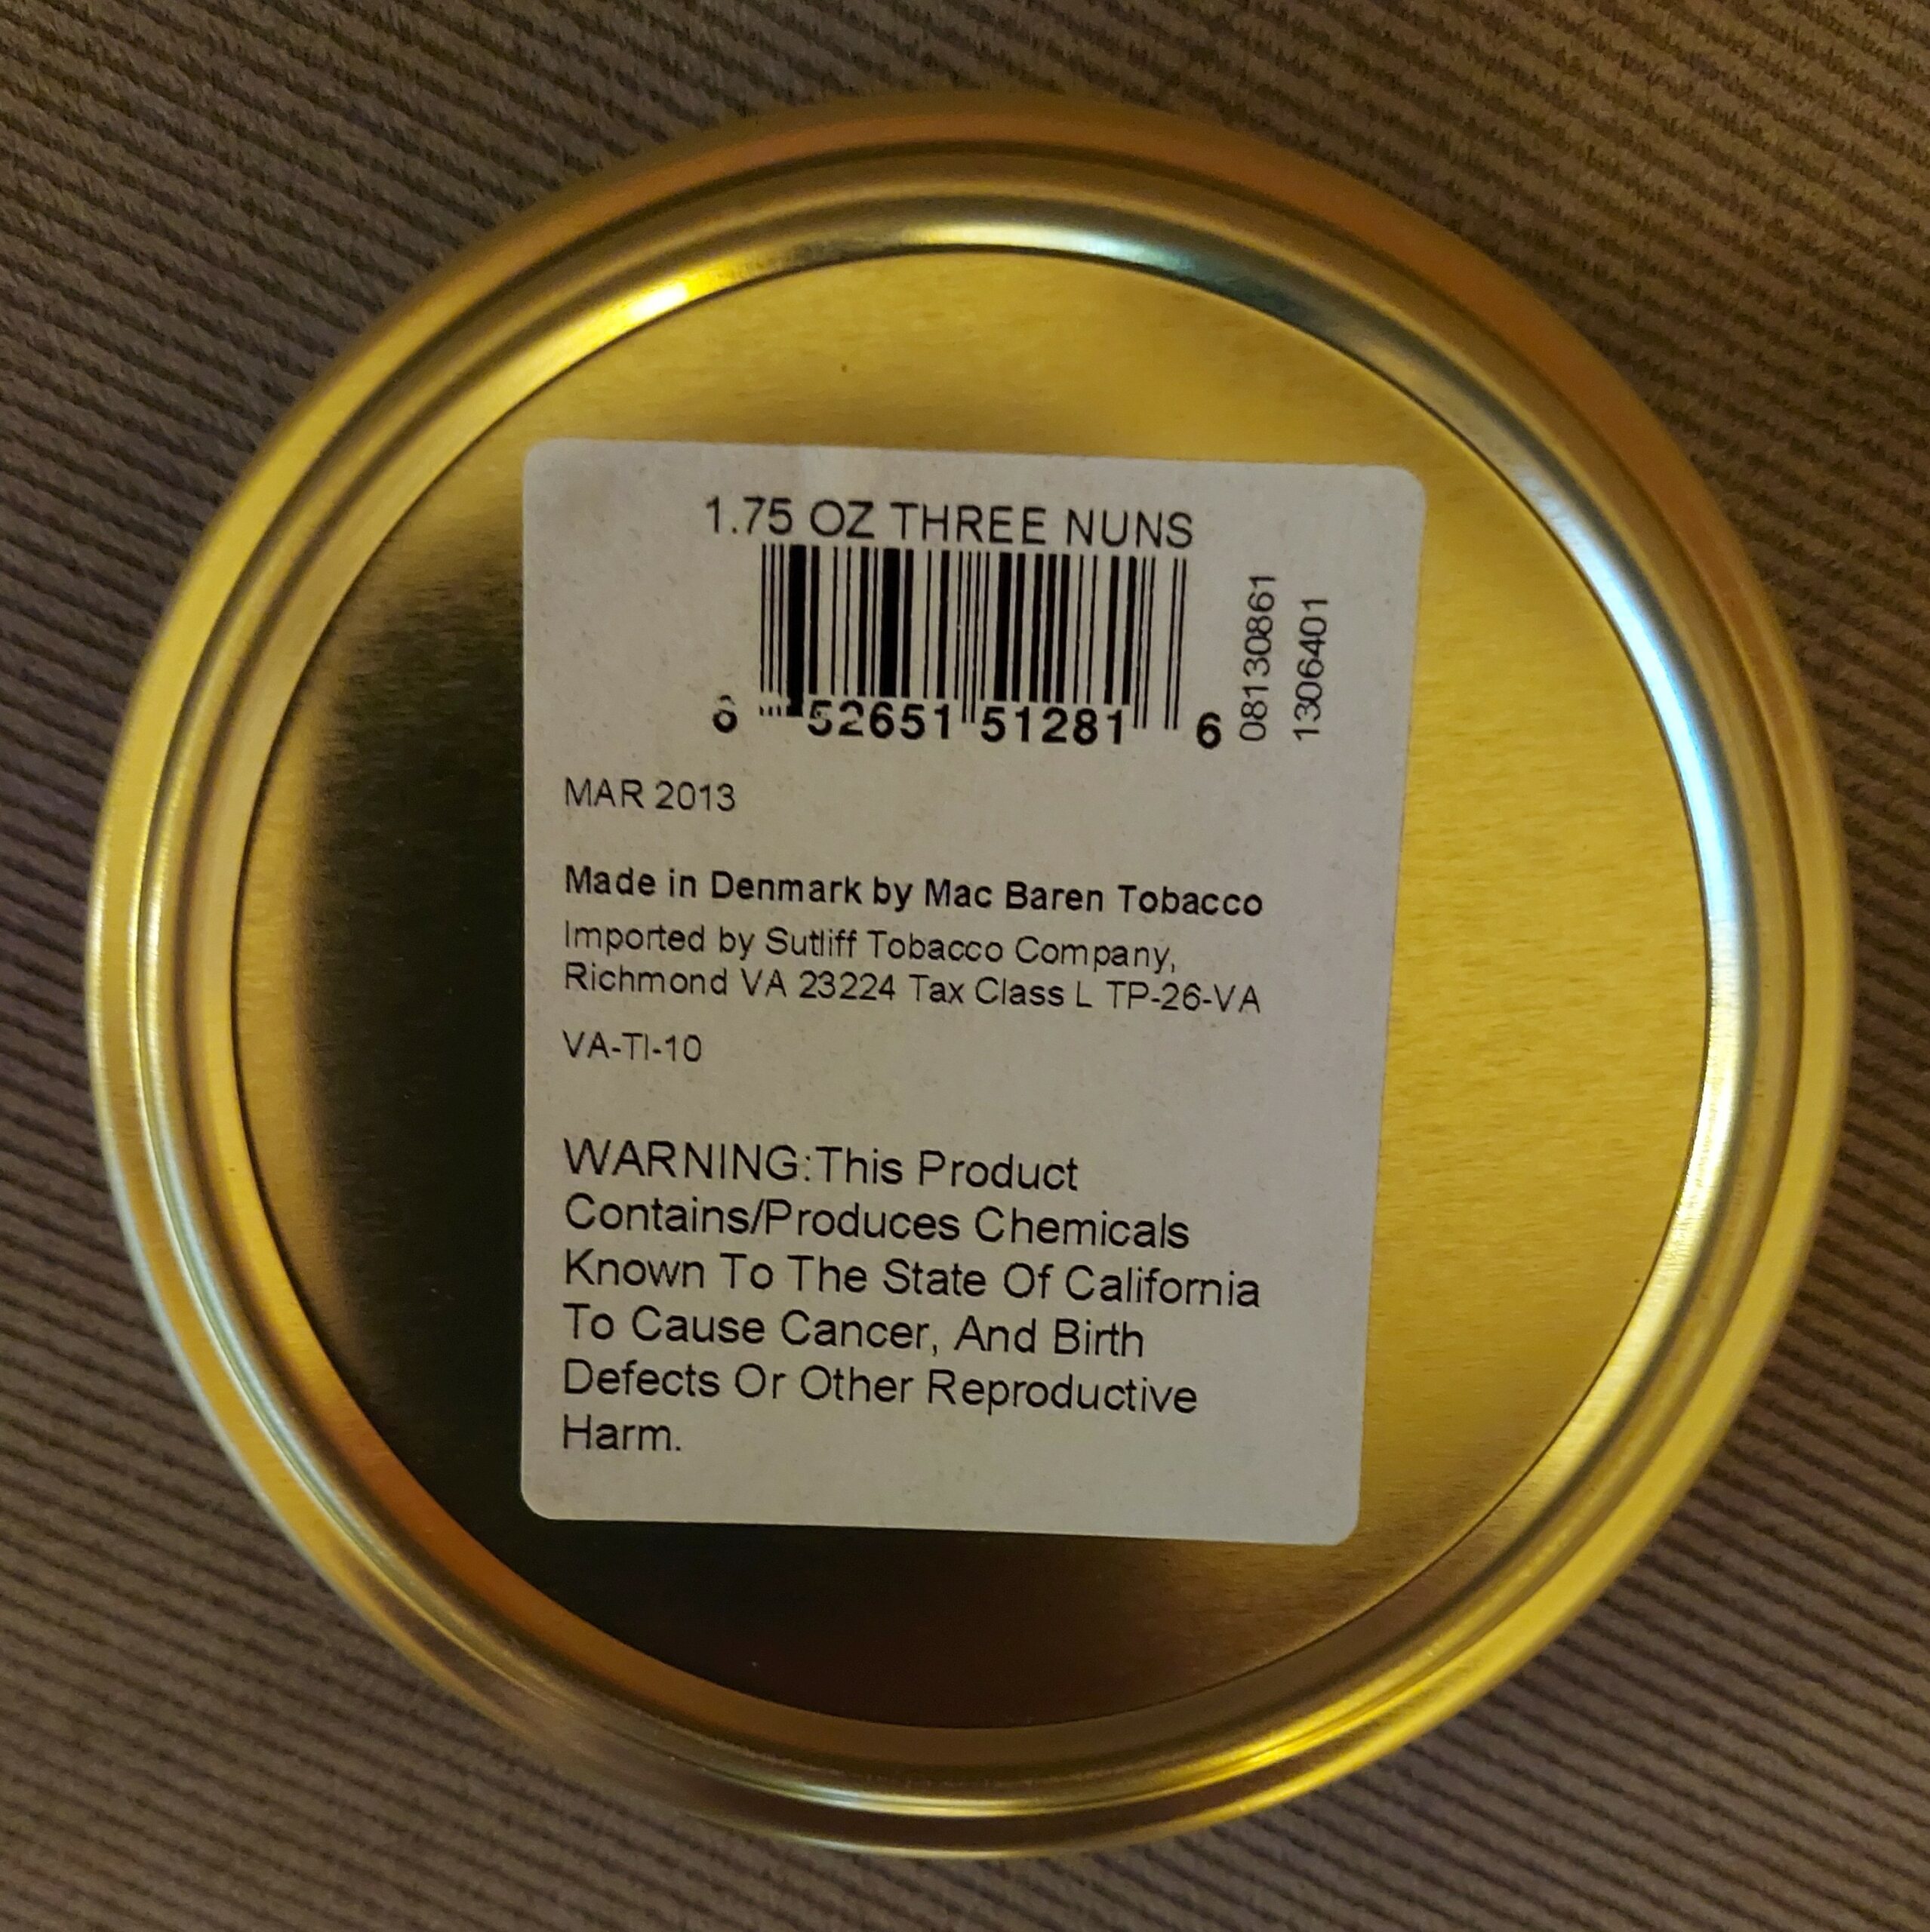 1.75 OZ THREE NUNS
6 52651 51281 6
08130861
1306401
MAR 2013
Made in Denmark by Mac Baren Tobacco
Imported by Sutliff Tobacco Company,
Richmond VA 23224 Tax Class L TP-26-VA
VA-TI-10
WARNING:This Product
Contains/Produces Chemicals
Known To The State Of California
To Cause Cancer, And Birth
Defects Or Other Reproductive
Harm.